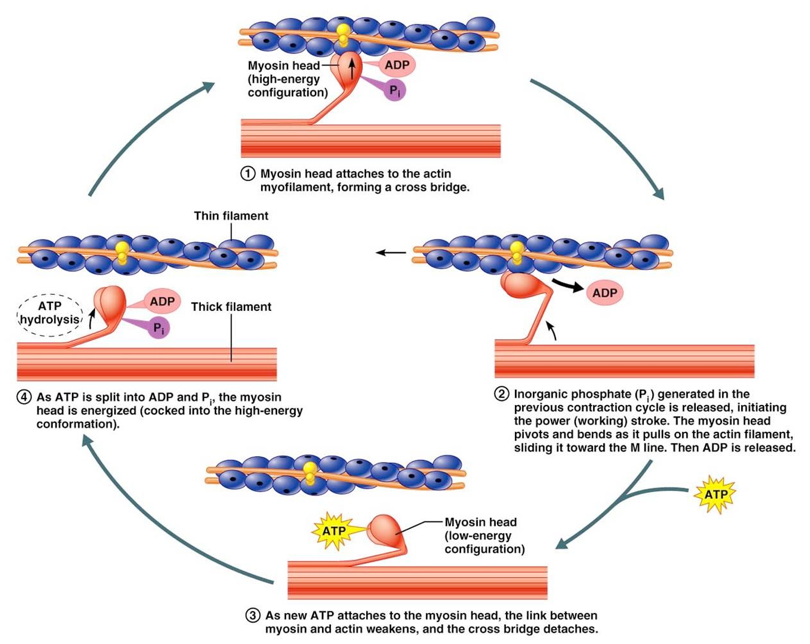 Myosin head
(high-energy
configuration)
ADP
Pi
① Myosin head attaches to the actin
myofilament, forming a cross bridge.
Thin filament
ATP
hydrolysis
ADP
Pi
Thick filament
④ As ATP is split into ADP and Pi, the myosin
head is energized (cocked into the high-energy
conformation).
ADP
② Inorganic phosphate (Pi) generated in the
previous contraction cycle is released, initiating
the power (working) stroke. The myosin head
pivots and bends as it pulls on the actin filament,
sliding it toward the M line. Then ADP is released.
ATP
ATP
Myosin head
(low-energy
configuration)
③ As new ATP attaches to the myosin head, the link between
myosin and actin weakens, and the cross bridge detaches.